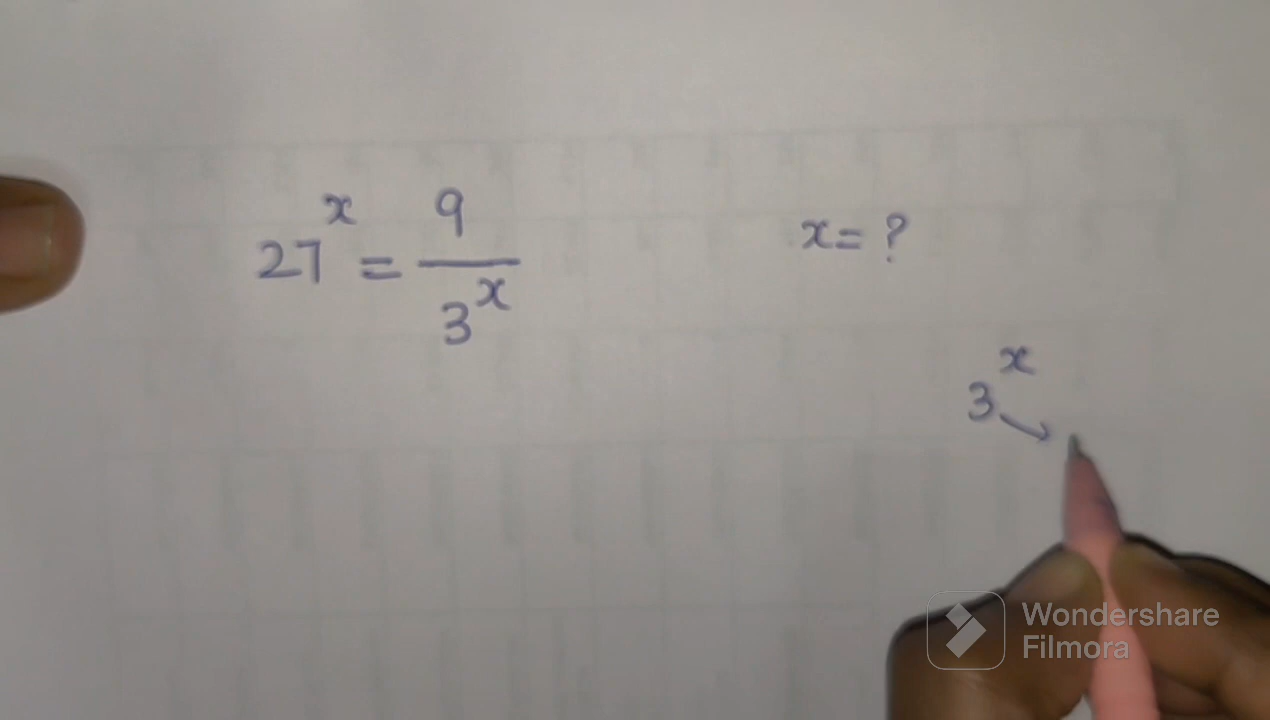 27^x = 9/3^x
x = ?
3^x ↘
Wondershare
Filmora